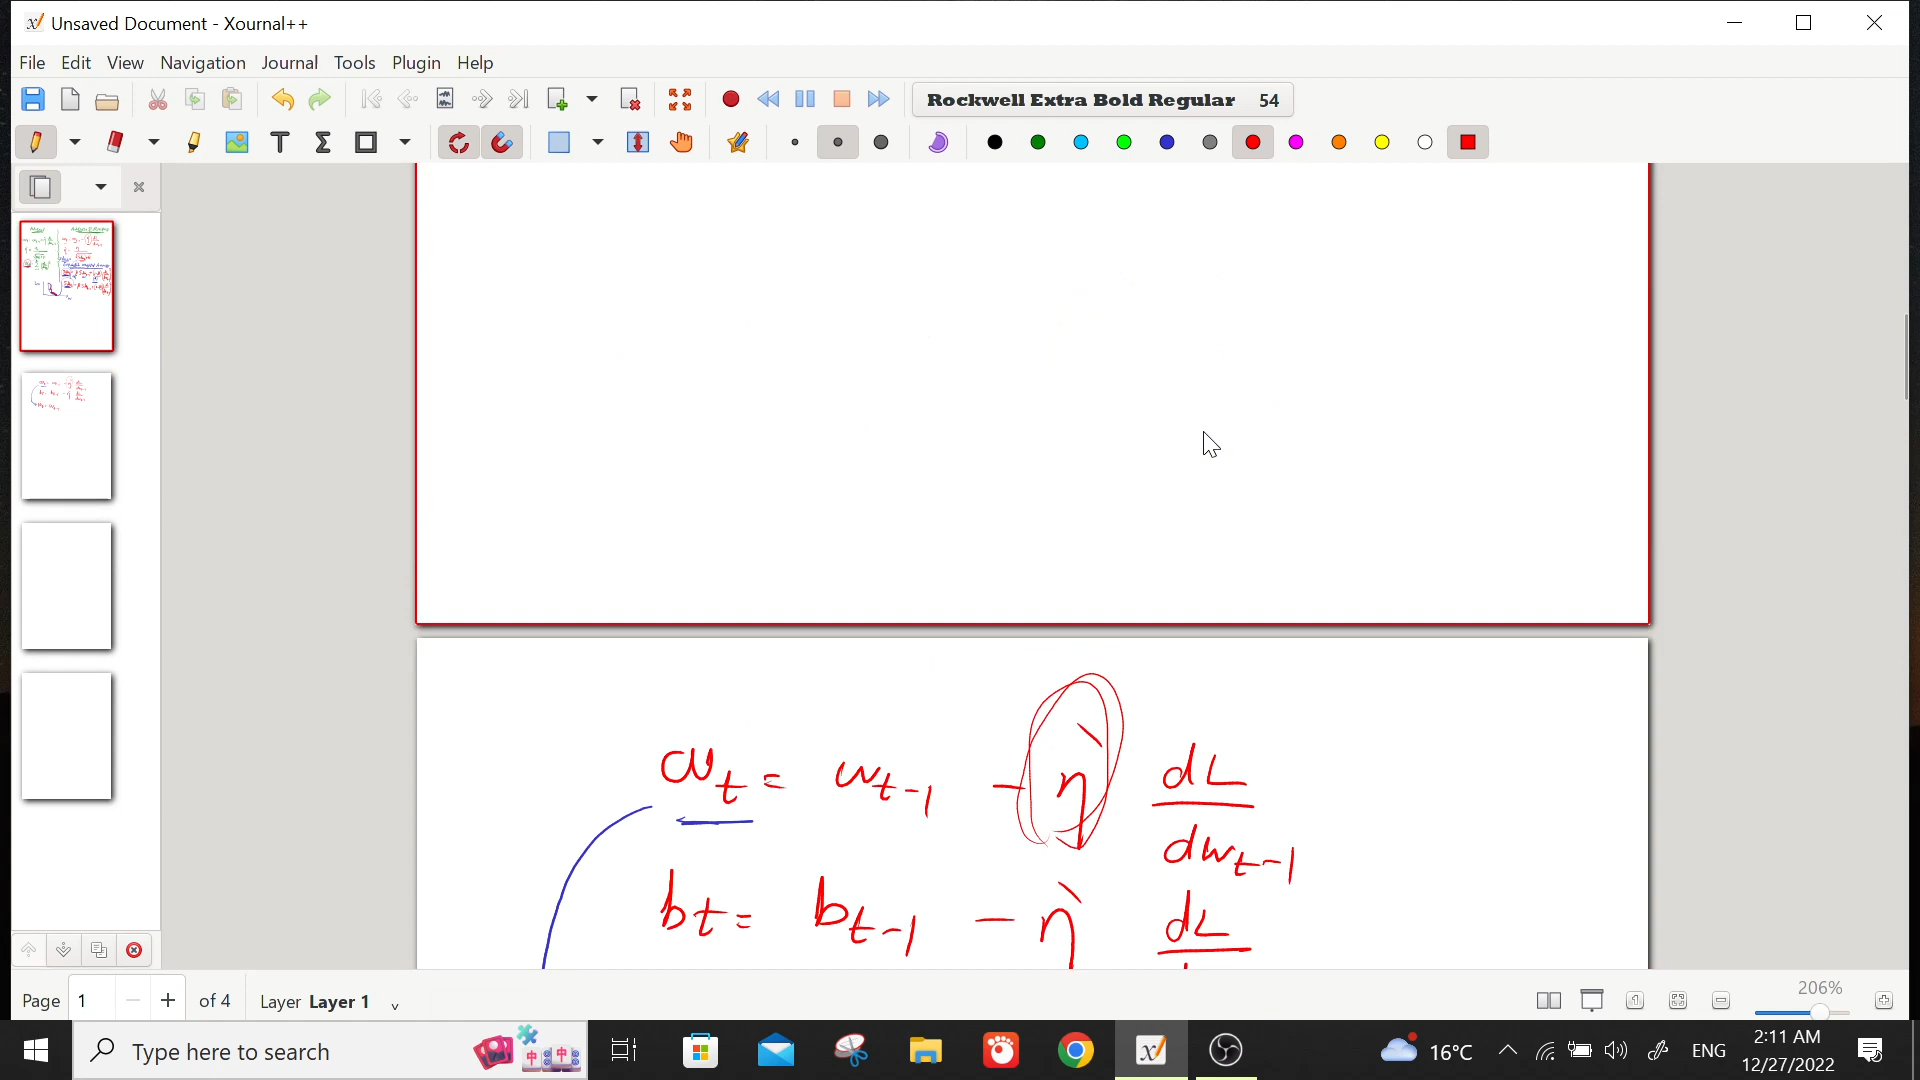 Unsaved Document - Xournal++
File Edit View Navigation Journal Tools Plugin Help
Rockwell Extra Bold Regular 54
w_t = w_{t-1} - η` dL
dw_{t-1}
b_t = b_{t-1} - η` dL
Page 1 of 4 Layer Layer 1
206%
Type here to search
16°C
ENG
2:11 AM
12/27/2022